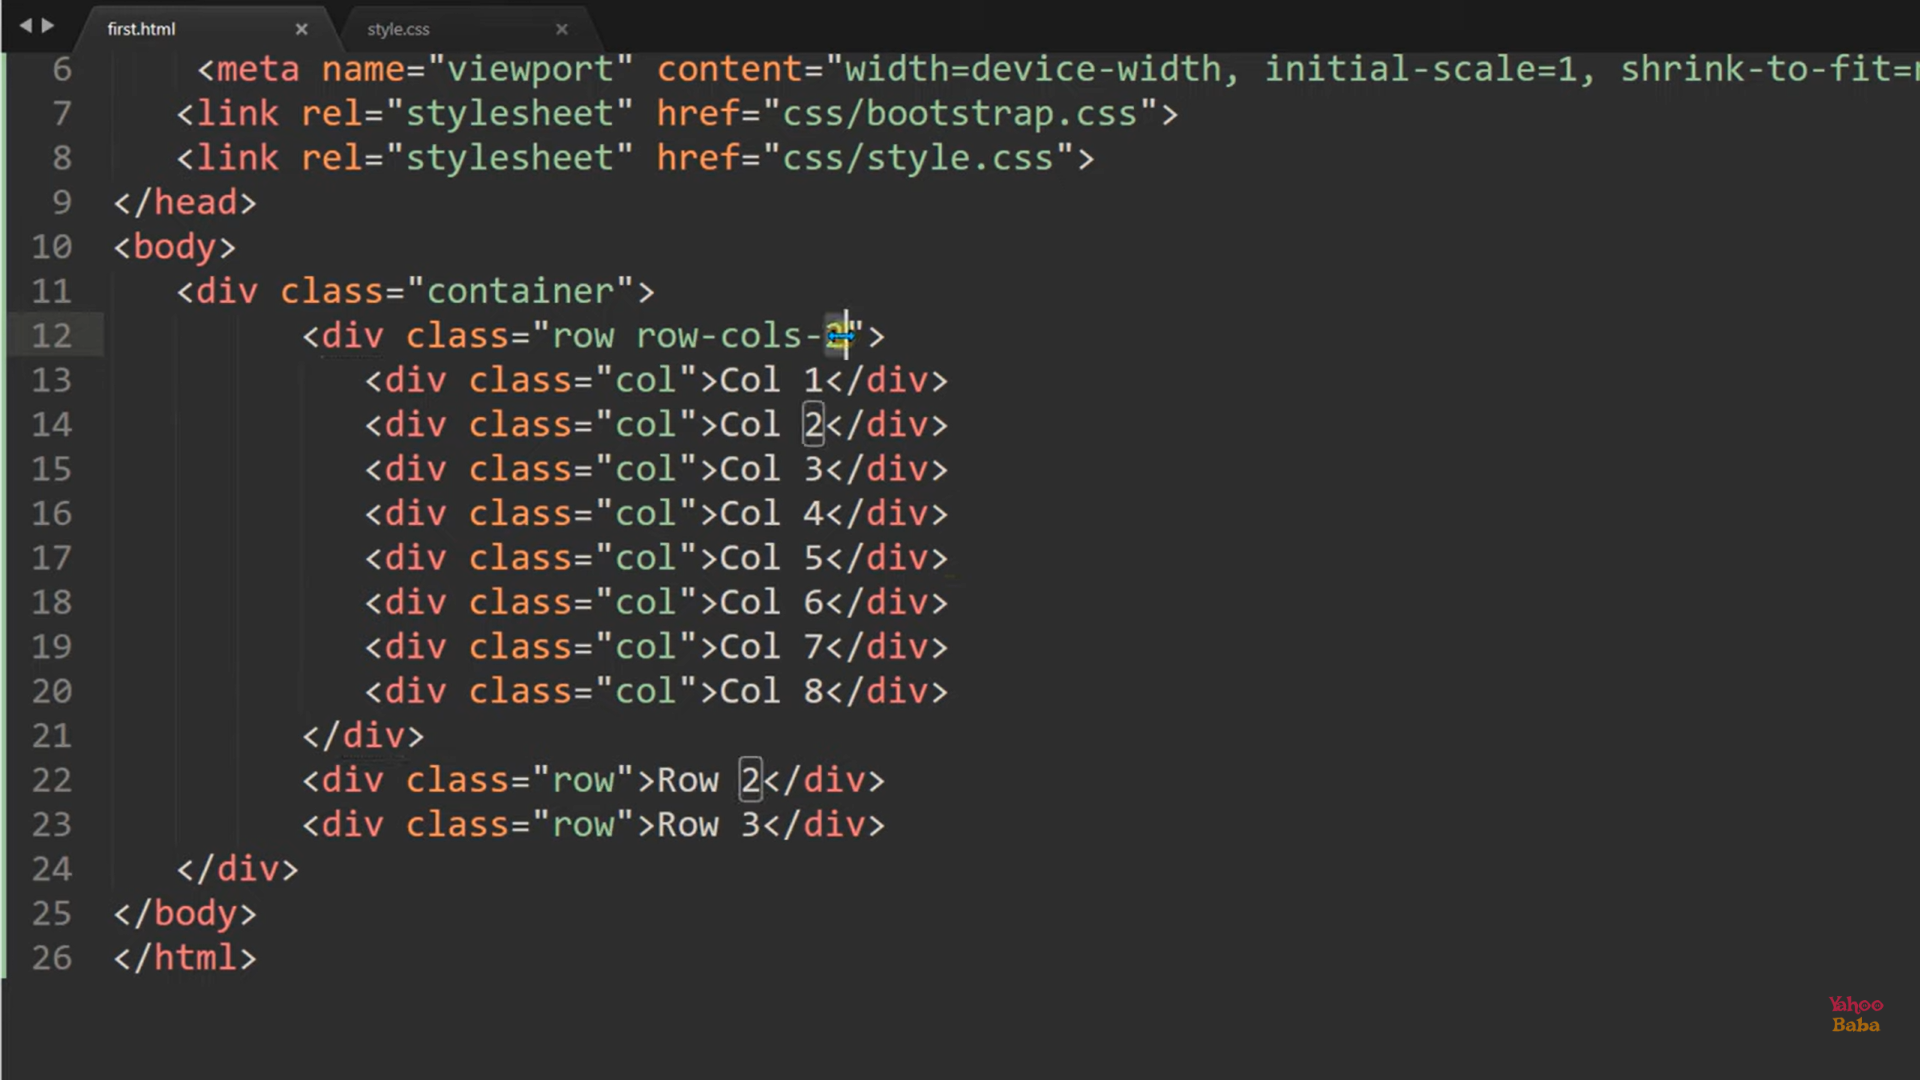 first.html × style.css ×
6 <meta name="viewport" content="width=device-width, initial-scale=1, shrink-to-fit=
7 <link rel="stylesheet" href="css/bootstrap.css">
8 <link rel="stylesheet" href="css/style.css">
9 </head>
10 <body>
11 <div class="container">
12 <div class="row row-cols-2">
13 <div class="col">Col 1</div>
14 <div class="col">Col 2</div>
15 <div class="col">Col 3</div>
16 <div class="col">Col 4</div>
17 <div class="col">Col 5</div>
18 <div class="col">Col 6</div>
19 <div class="col">Col 7</div>
20 <div class="col">Col 8</div>
21 </div>
22 <div class="row">Row 2</div>
23 <div class="row">Row 3</div>
24 </div>
25 </body>
26 </html>
Yahoo
Baba